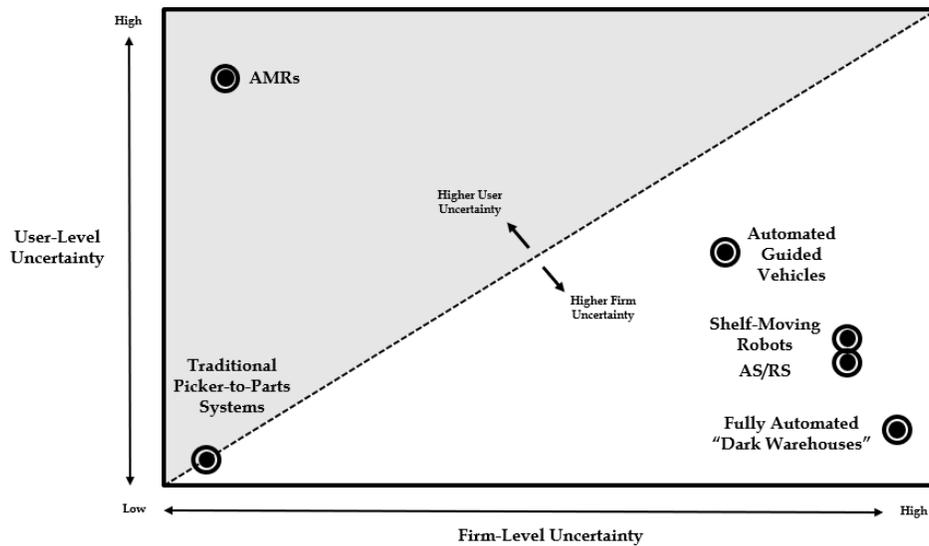 High
AMRs
Higher User
Uncertainty
User-Level
Uncertainty
Automated
Guided
Vehicles
Higher Firm
Uncertainty
Shelf-Moving
Robots
AS/RS
Traditional
Picker-to-Parts
Systems
Fully Automated
“Dark Warehouses”
Low
High
Firm-Level Uncertainty